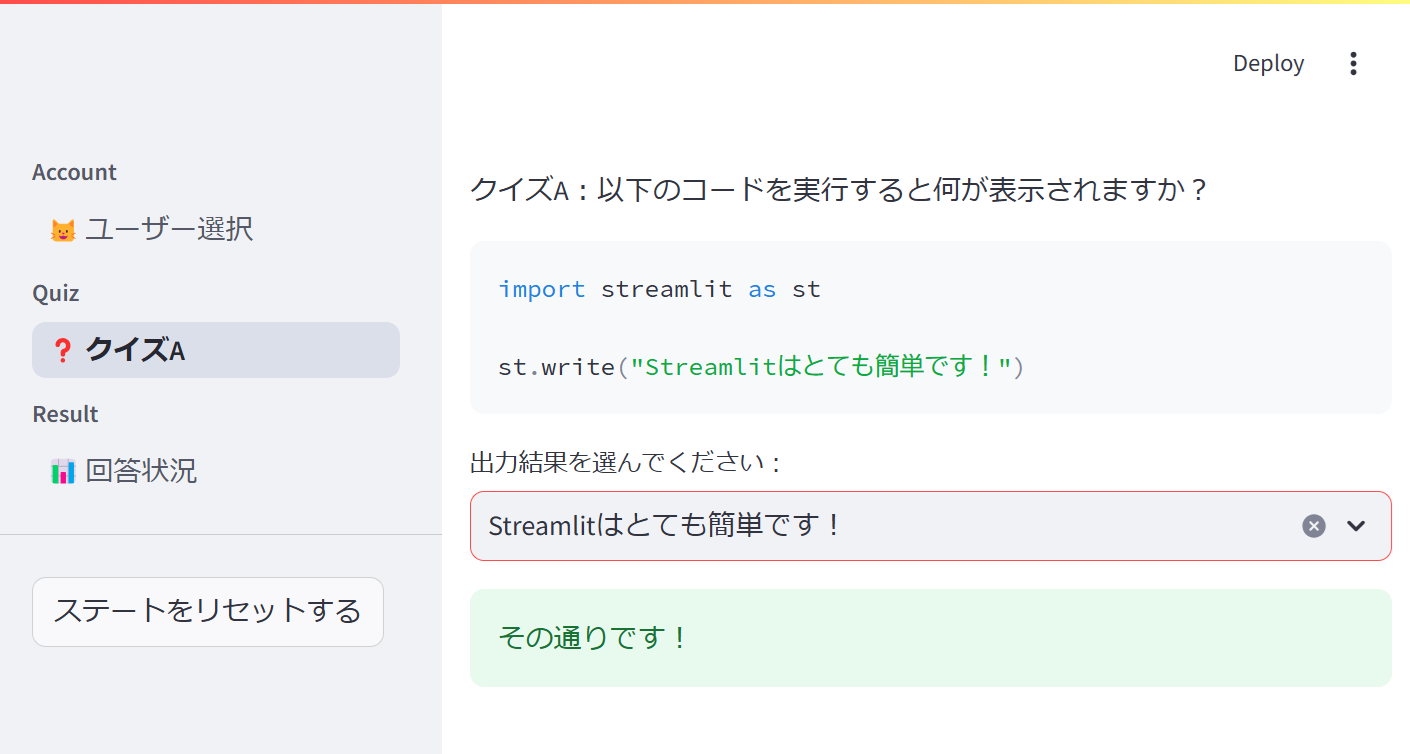 Deploy
Account
ユーザー選択
Quiz
クイズA
Result
回答状況
ステートをリセットする
クイズA：以下のコードを実行すると何が表示されますか？
import streamlit as st
st.write("Streamlitはとても簡単です！")
出力結果を選んでください：
Streamlitはとても簡単です！
その通りです！